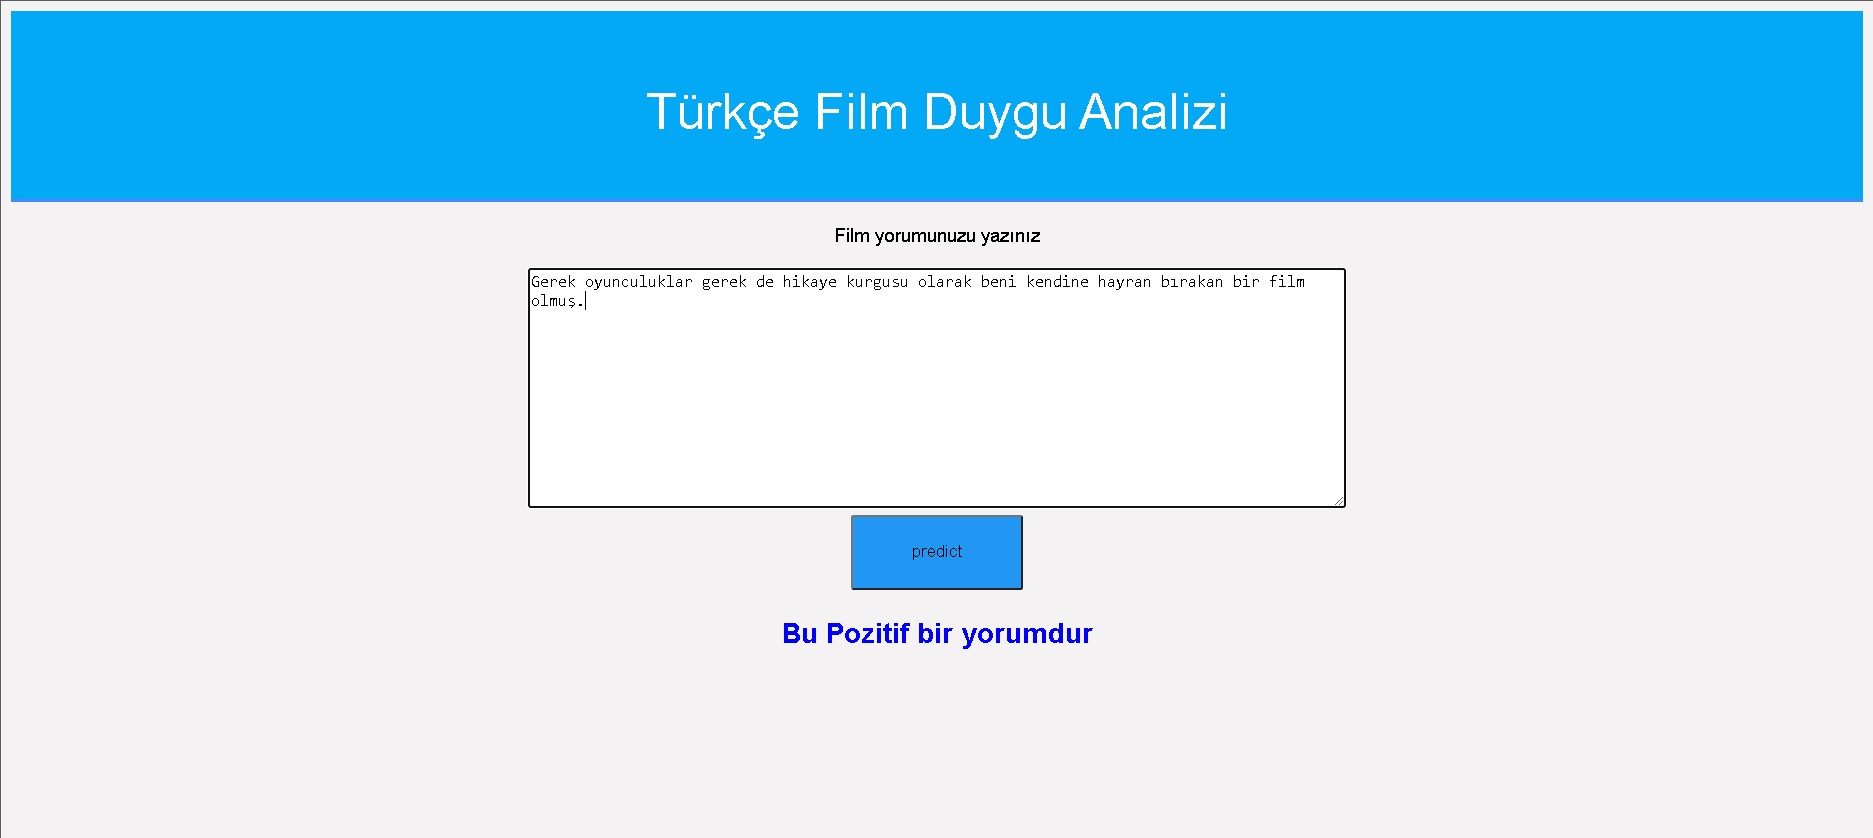 Türkçe Film Duygu Analizi
Film yorumunuzu yazınız
Gerek oyunculuklar gerek de hikaye kurgusu olarak beni kendine hayran bırakan bir film
olmuş.
predict
Bu Pozitif bir yorumdur